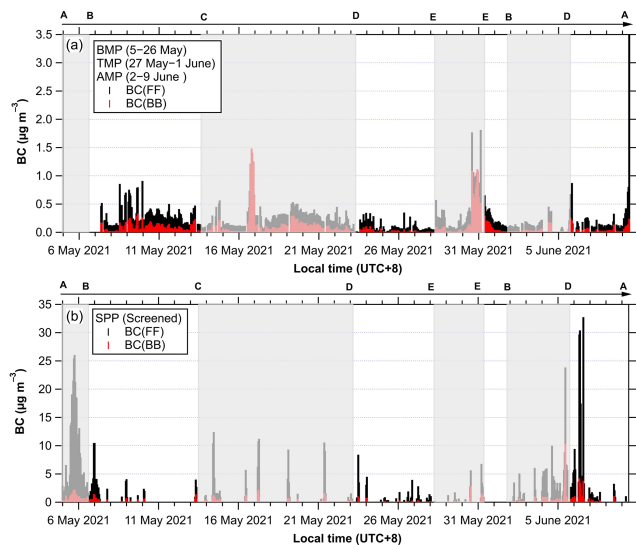 A B C D E E B D A
(a)
BMP (5−26 May)
TMP (27 May−1 June)
AMP (2−9 June )
BC(FF)
BC(BB)
3.5
3.0
2.5
2.0
1.5
1.0
0.5
0.0
BC (µg m⁻³)
6 May 2021 11 May 2021 16 May 2021 21 May 2021 26 May 2021 31 May 2021 5 June 2021
Local time (UTC+8)
A B C D E E B D A
(b)
SPP (Screened)
BC(FF)
BC(BB)
35
30
25
20
15
10
5
0
BC (µg m⁻³)
6 May 2021 11 May 2021 16 May 2021 21 May 2021 26 May 2021 31 May 2021 5 June 2021
Local time (UTC+8)